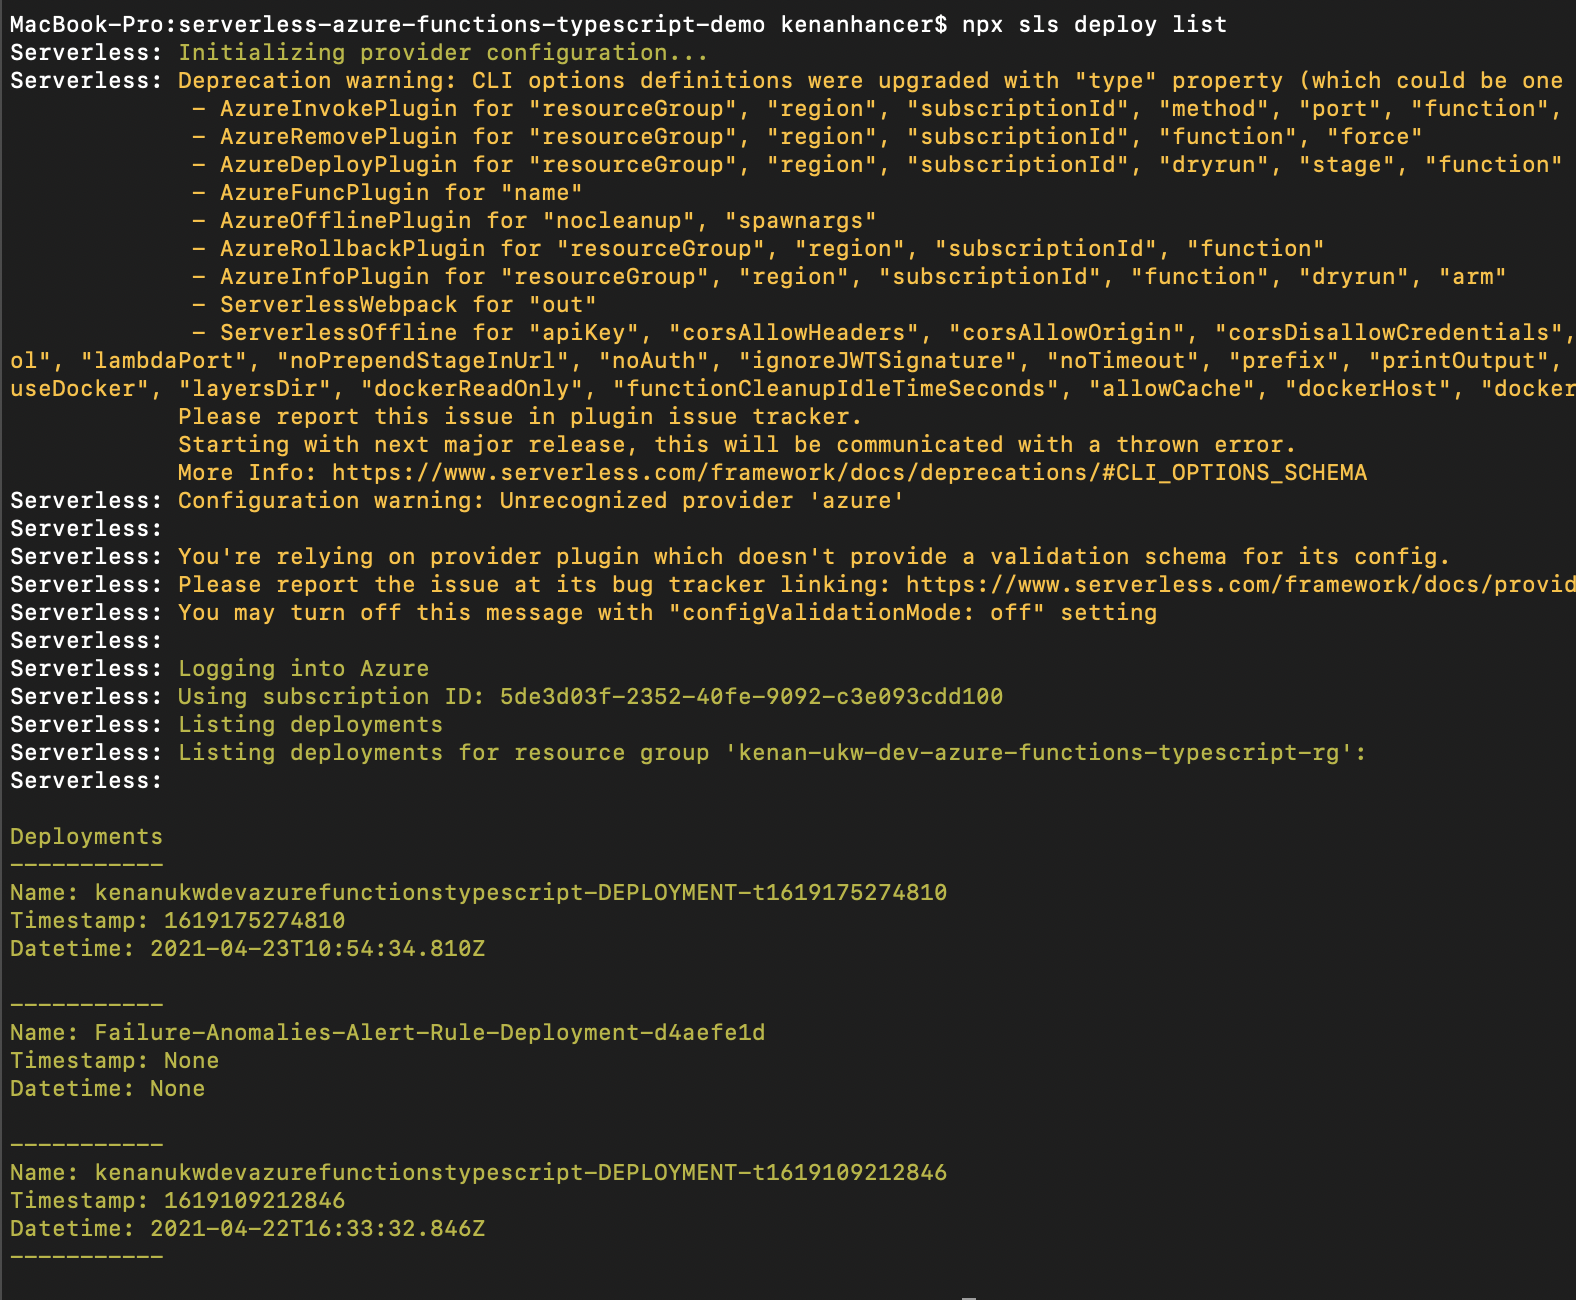 MacBook-Pro:serverless-azure-functions-typescript-demo kenanhancer$ npx sls deploy list
Serverless: Initializing provider configuration...
Serverless: Deprecation warning: CLI options definitions were upgraded with "type" property (which could be one
- AzureInvokePlugin for "resourceGroup", "region", "subscriptionId", "method", "port", "function",
- AzureRemovePlugin for "resourceGroup", "region", "subscriptionId", "function", "force"
- AzureDeployPlugin for "resourceGroup", "region", "subscriptionId", "dryrun", "stage", "function"
- AzureFuncPlugin for "name"
- AzureOfflinePlugin for "nocleanup", "spawnargs"
- AzureRollbackPlugin for "resourceGroup", "region", "subscriptionId", "function"
- AzureInfoPlugin for "resourceGroup", "region", "subscriptionId", "function", "dryrun", "arm"
- ServerlessWebpack for "out"
- ServerlessOffline for "apiKey", "corsAllowHeaders", "corsAllowOrigin", "corsDisallowCredentials",
ol", "lambdaPort", "noPrependStageInUrl", "noAuth", "ignoreJWTSignature", "noTimeout", "prefix", "printOutput",
useDocker", "layersDir", "dockerReadOnly", "functionCleanupIdleTimeSeconds", "allowCache", "dockerHost", "docker
Please report this issue in plugin issue tracker.
Starting with next major release, this will be communicated with a thrown error.
More Info: https://www.serverless.com/framework/docs/deprecations/#CLI_OPTIONS_SCHEMA
Serverless: Configuration warning: Unrecognized provider 'azure'
Serverless:
Serverless: You're relying on provider plugin which doesn't provide a validation schema for its config.
Serverless: Please report the issue at its bug tracker linking: https://www.serverless.com/framework/docs/provid
Serverless: You may turn off this message with "configValidationMode: off" setting
Serverless:
Serverless: Logging into Azure
Serverless: Using subscription ID: 5de3d03f-2352-40fe-9092-c3e093cdd100
Serverless: Listing deployments
Serverless: Listing deployments for resource group 'kenan-ukw-dev-azure-functions-typescript-rg':
Serverless:
Deployments
-----------
Name: kenanukwdevazurefunctionstypescript-DEPLOYMENT-t1619175274810
Timestamp: 1619175274810
Datetime: 2021-04-23T10:54:34.810Z
-----------
Name: Failure-Anomalies-Alert-Rule-Deployment-d4aefe1d
Timestamp: None
Datetime: None
-----------
Name: kenanukwdevazurefunctionstypescript-DEPLOYMENT-t1619109212846
Timestamp: 1619109212846
Datetime: 2021-04-22T16:33:32.846Z
-----------